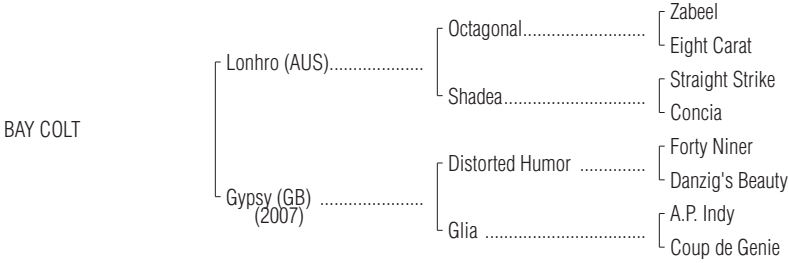 Zabeel
Octagonal..............................
Eight Carat
Lonhro (AUS)....................
Straight Strike
Shadea...................................
Concia
BAY COLT
Forty Niner
Distorted Humor ................
Danzig's Beauty
Gypsy (GB) ......................
(2007)
A.P. Indy
Glia .......................................
Coup de Genie